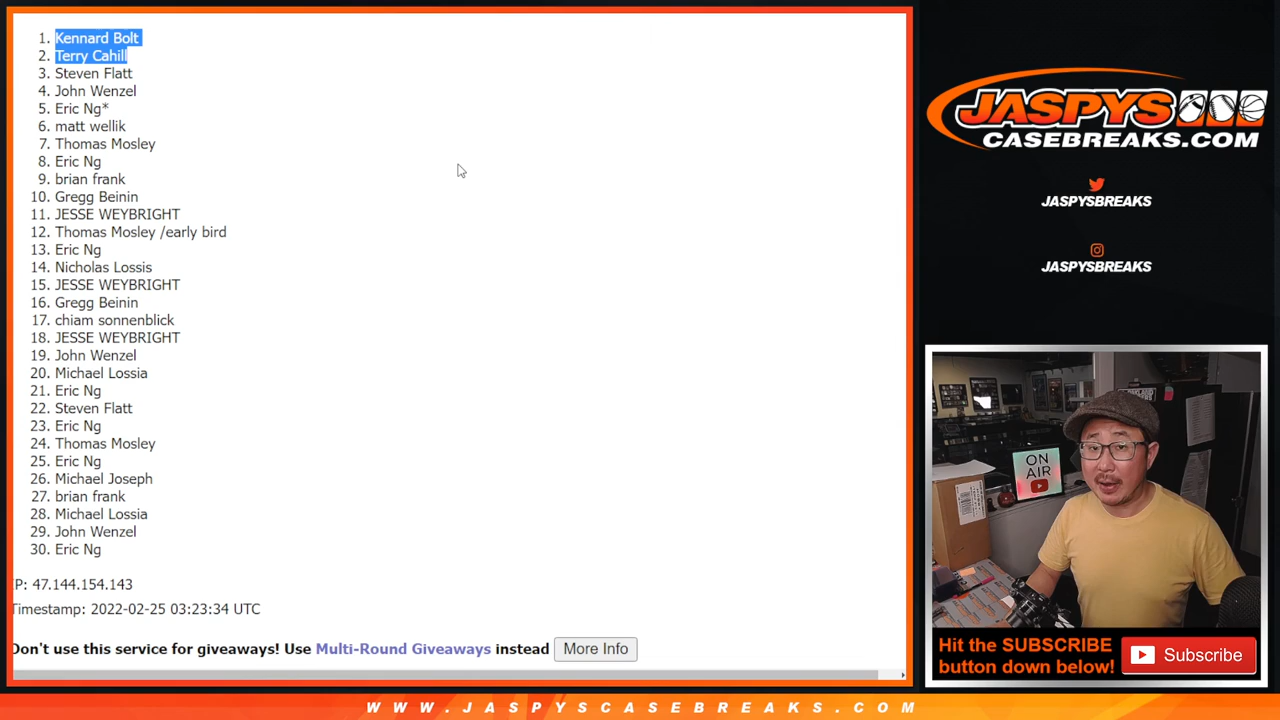 1. Kennard Bolt
2. Terry Cahill
3. Steven Flatt
4. John Wenzel
5. Eric Ng*
6. matt wellik
7. Thomas Mosley
8. Eric Ng
9. brian frank
10. Gregg Beinin
11. JESSE WEYBRIGHT
12. Thomas Mosley /early bird
13. Eric Ng
14. Nicholas Lossis
15. JESSE WEYBRIGHT
16. Gregg Beinin
17. chiam sonnenblick
18. JESSE WEYBRIGHT
19. John Wenzel
20. Michael Lossia
21. Eric Ng
22. Steven Flatt
23. Eric Ng
24. Thomas Mosley
25. Eric Ng
26. Michael Joseph
27. brian frank
28. Michael Lossia
29. John Wenzel
30. Eric Ng
P: 47.144.154.143
Timestamp: 2022-02-25 03:23:34 UTC
Don't use this service for giveaways! Use Multi-Round Giveaways instead More Info
JASPYS
CASEBREAKS.COM
JASPYSBREAKS
JASPYSBREAKS
ON
AIR
Hit the SUBSCRIBE
button down below!
Subscribe
WWW.JASPYSCASEBREAKS.COM